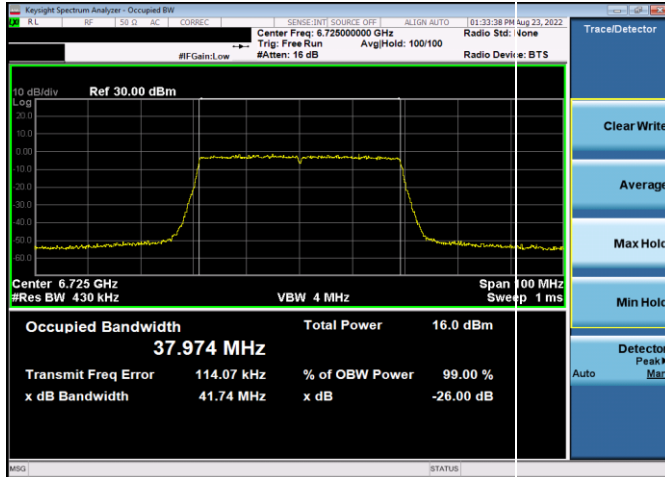 Keysight Spectrum Analyzer - Occupied BW
RL RF 50 Ω AC CORREC SENSE:INT SOURCE OFF ALIGN AUTO 01:33:38 PM Aug 23, 2022
Center Freq: 6.725000000 GHz Radio Std: None
Trig: Free Run Avg|Hold: 100/100
#IFGain:Low #Atten: 16 dB Radio Device: BTS
Trace/Detector
10 dB/div Ref 30.00 dBm
Log
20.0
10.0
0.00
-10.0
-20.0
-30.0
-40.0
-50.0
-60.0
Center 6.725 GHz Span 100 MHz
#Res BW 430 kHz VBW 4 MHz Sweep 1 ms
Occupied Bandwidth Total Power 16.0 dBm
37.974 MHz
Transmit Freq Error 114.07 kHz % of OBW Power 99.00 %
x dB Bandwidth 41.74 MHz x dB -26.00 dB
Clear Write
Average
Max Hold
Min Hold
Detector
Peak
Auto Man
MSG STATUS